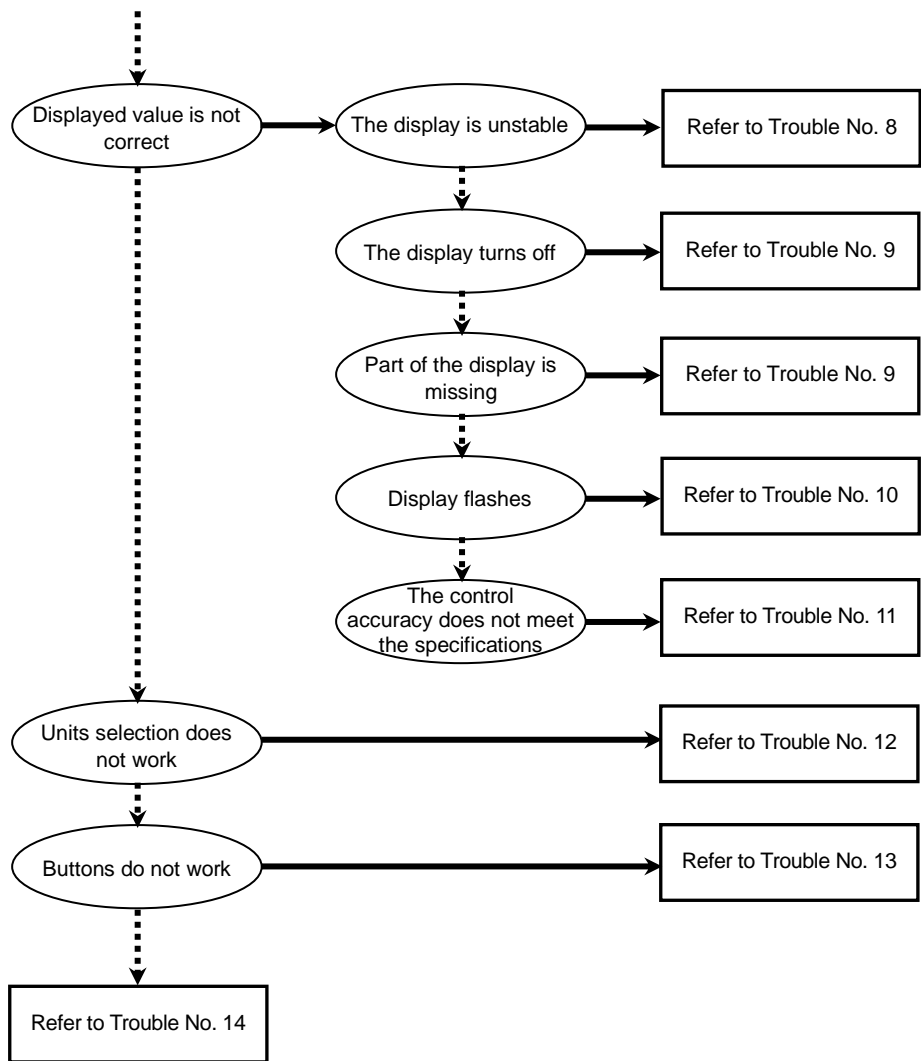 Displayed value is not
correct
The display is unstable
Refer to Trouble No. 8
The display turns off
Refer to Trouble No. 9
Part of the display is
missing
Refer to Trouble No. 9
Display flashes
Refer to Trouble No. 10
The control
accuracy does not meet
the specifications
Refer to Trouble No. 11
Units selection does
not work
Refer to Trouble No. 12
Buttons do not work
Refer to Trouble No. 13
Refer to Trouble No. 14